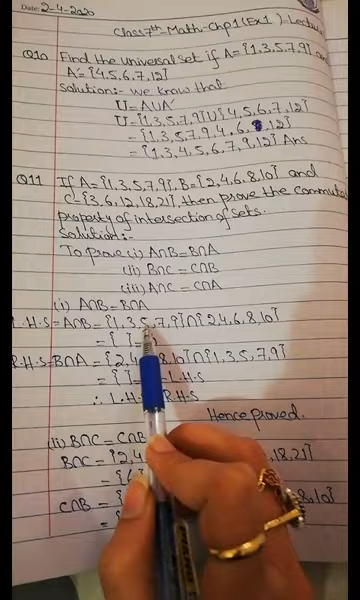 Date: 2-4-2020
Class 7th-Math-Chp 1 (Ex 1)-Lecture
Q10 Find the universal set if A={1,3,5,7,9} and
A'={4,5,6,7,12}
Solution:- we know that
U=A∪A'
U={1,3,5,7,9}∪{4,5,6,7,12}
={1,3,5,7,9,4,6,12}
={1,3,4,5,6,7,9,12} Ans
Q11 If A={1,3,5,7,9}, B={2,4,6,8,10} and
C={3,6,12,18,21}, then prove the commuta
property of intersection of sets.
Solution:-
To prove (i) A∩B=B∩A
(ii) B∩C=C∩B
(iii) A∩C=C∩A
(i) A∩B=B∩A
L.H.S=A∩B={1,3,5,7,9}∩{2,4,6,8,10}
={ }
R.H.S=B∩A={2,4 8,10}∩{1,3,5,7,9}
={ } L.H.S
∴ L.H R.H.S
Hence proved.
(ii) B∩C=C∩B
B∩C={2,4 18,21}
={6
C∩B={ 8,10}
={